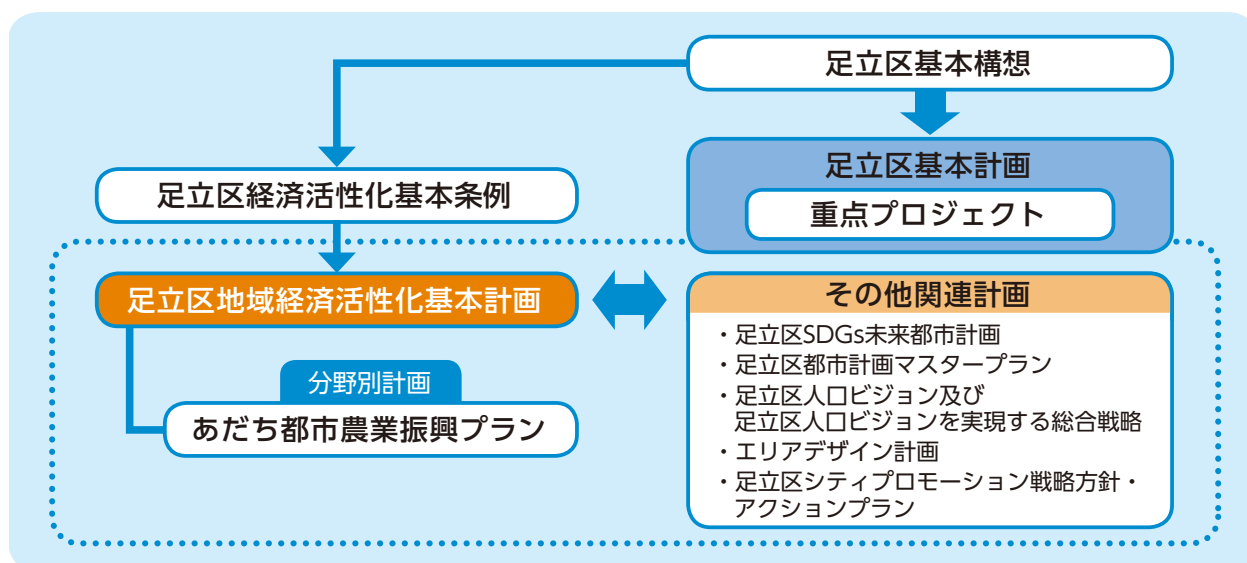 足立区基本構想
足立区基本計画
重点プロジェクト
足立区経済活性化基本条例
足立区地域経済活性化基本計画
分野別計画
あだち都市農業振興プラン
その他関連計画
・足立区SDGs未来都市計画
・足立区都市計画マスタープラン
・足立区人口ビジョン及び
足立区人口ビジョンを実現する総合戦略
・エリアデザイン計画
・足立区シティプロモーション戦略方針・
アクションプラン